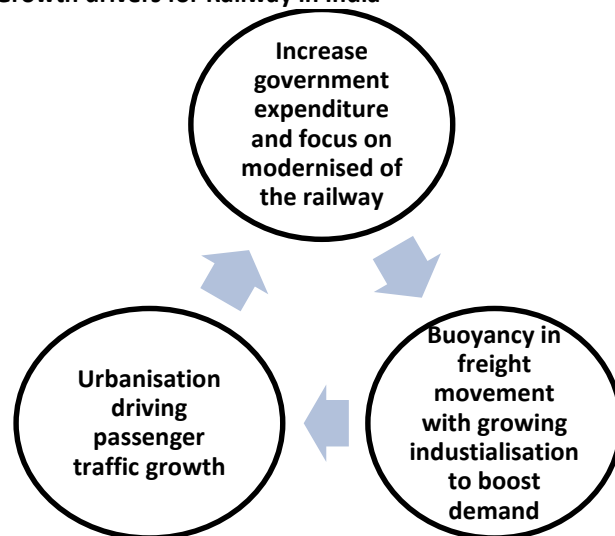 Growth drivers for Railway in India
Increase
government
expenditure
and focus on
modernised of
the railway
Buoyancy in
freight
movement
with growing
industialisation
to boost
demand
Urbanisation
driving
passenger
traffic growth